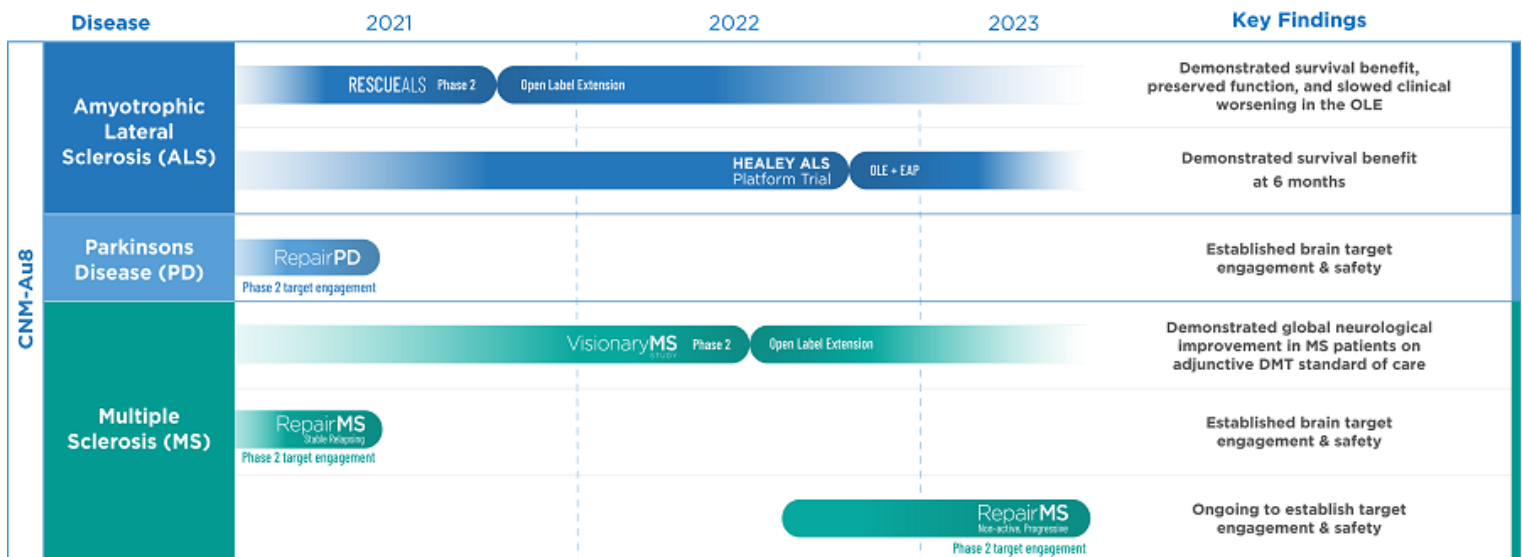 Disease
2021
2022
2023
Key Findings
CNM-Au8
Amyotrophic
Lateral
Sclerosis (ALS)
RESCUEALS Phase 2
Open Label Extension
Demonstrated survival benefit,
preserved function, and slowed clinical
worsening in the OLE
HEALEY ALS
Platform Trial
OLE + EAP
Demonstrated survival benefit
at 6 months
Parkinsons
Disease (PD)
RepairPD
Phase 2 target engagement
Established brain target
engagement & safety
Multiple
Sclerosis (MS)
VisionaryMS Phase 2
STUDY
Open Label Extension
Demonstrated global neurological
improvement in MS patients on
adjunctive DMT standard of care
RepairMS
Stable Relapsing
Phase 2 target engagement
Established brain target
engagement & safety
RepairMS
Non-active, Progressive
Phase 2 target engagement
Ongoing to establish target
engagement & safety